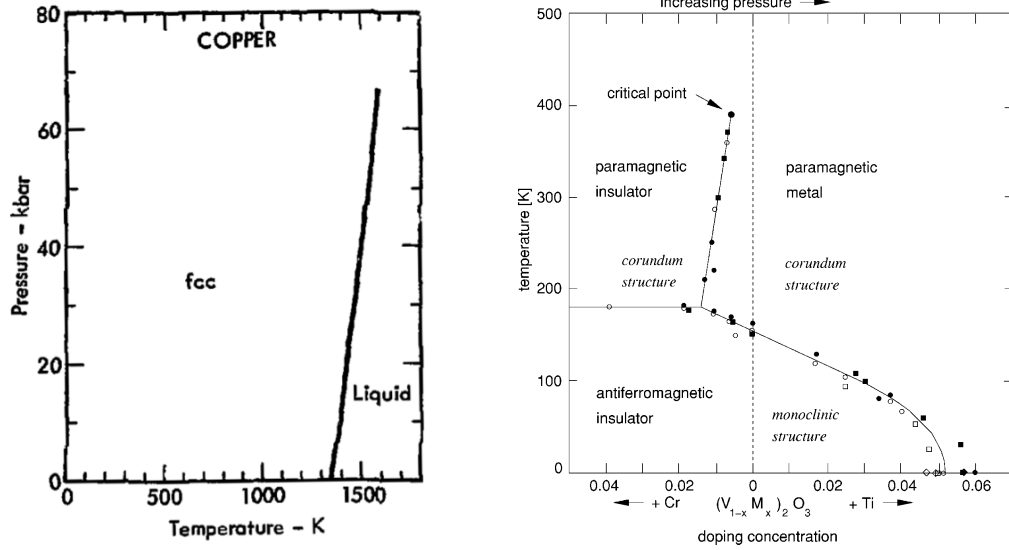 80
COPPER
60
40
20
0
Pressure – kbar
fcc
Liquid
0
500
1000
1500
Temperature – K
increasing pressure
500
400
300
200
100
0
temperature [K]
critical point
paramagnetic
insulator
paramagnetic
metal
corundum
structure
corundum
structure
antiferromagnetic
insulator
monoclinic
structure
0.04
0.02
0
0.02
0.04
0.06
+ Cr
(V1-x Mx)2 O3
+ Ti
doping concentration